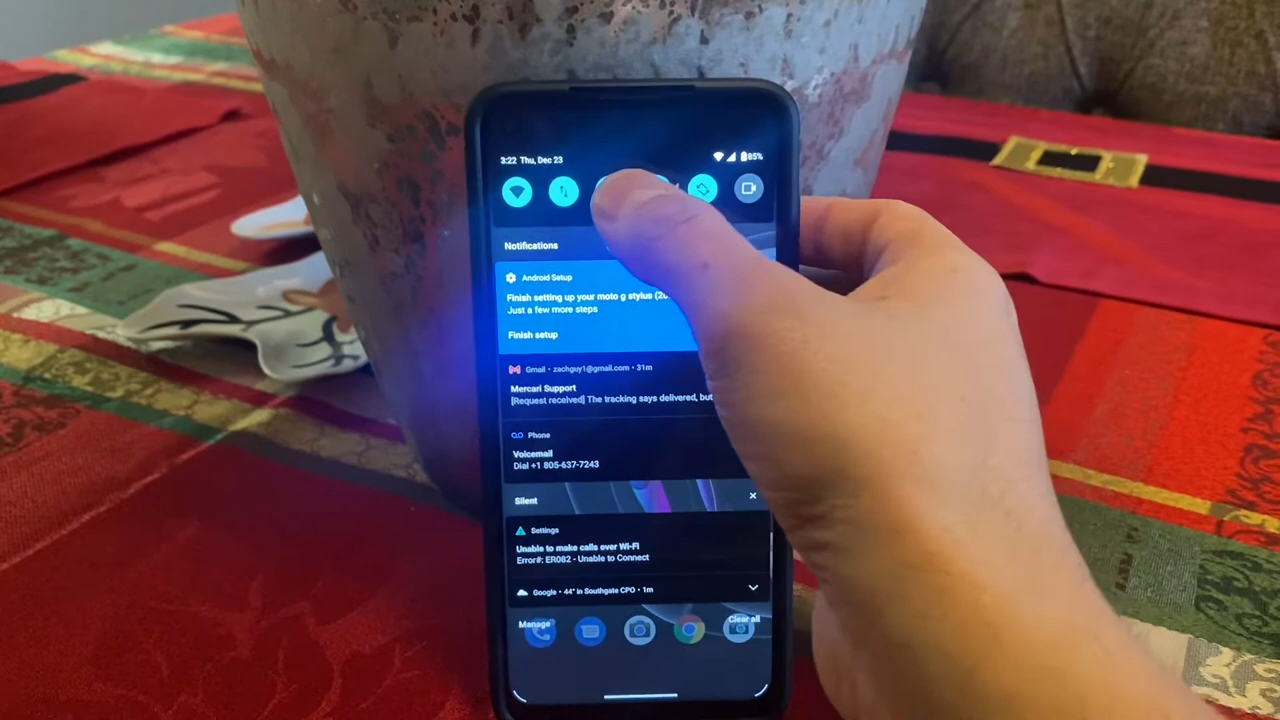 3:22 Thu, Dec 23
85%
Notifications
Android Setup
Finish setting up your moto g stylus
Just a few more steps
Finish setup
Gmail • zachguy1@gmail.com • 31m
Mercari Support
[Request received] The tracking says delivered, but
Phone
Voicemail
Dial +1 805-637-7243
Silent
Settings
Unable to make calls over Wi-Fi
Error#: ER082 - Unable to Connect
Google • 44° in Southgate CPO • 1m
Manage
Clear all